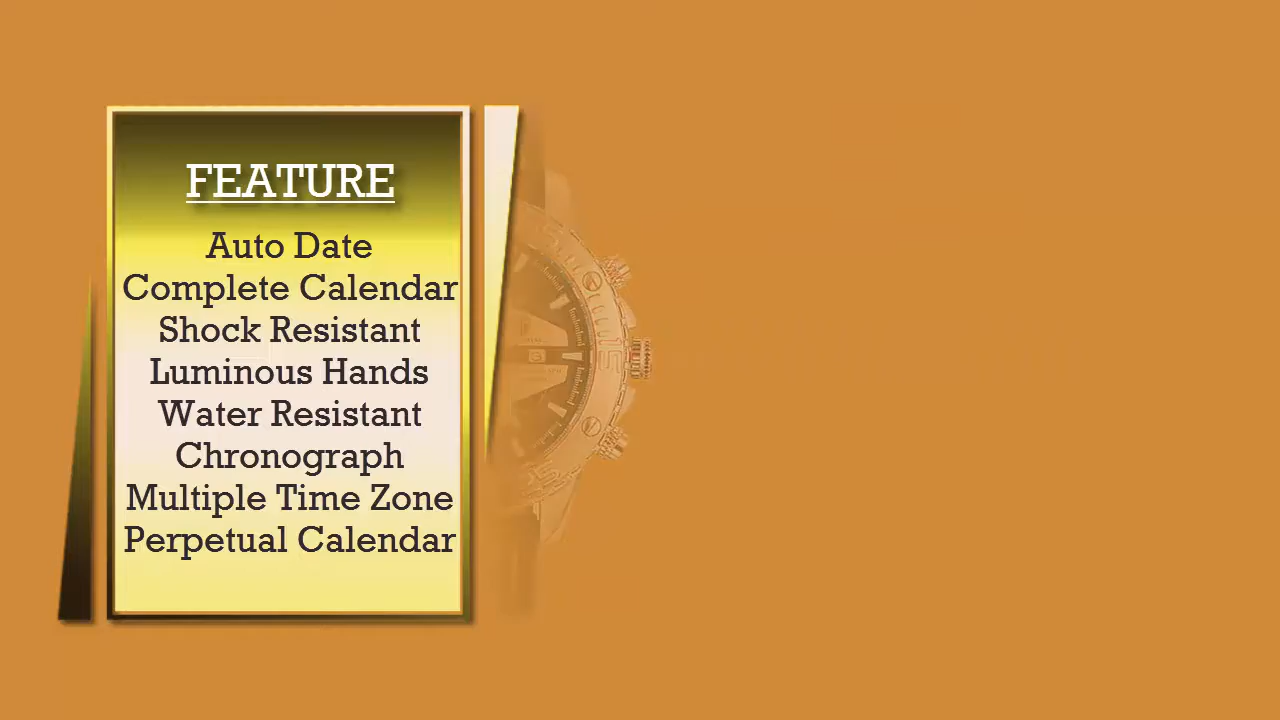 FEATURE
Auto Date
Complete Calendar
Shock Resistant
Luminous Hands
Water Resistant
Chronograph
Multiple Time Zone
Perpetual Calendar